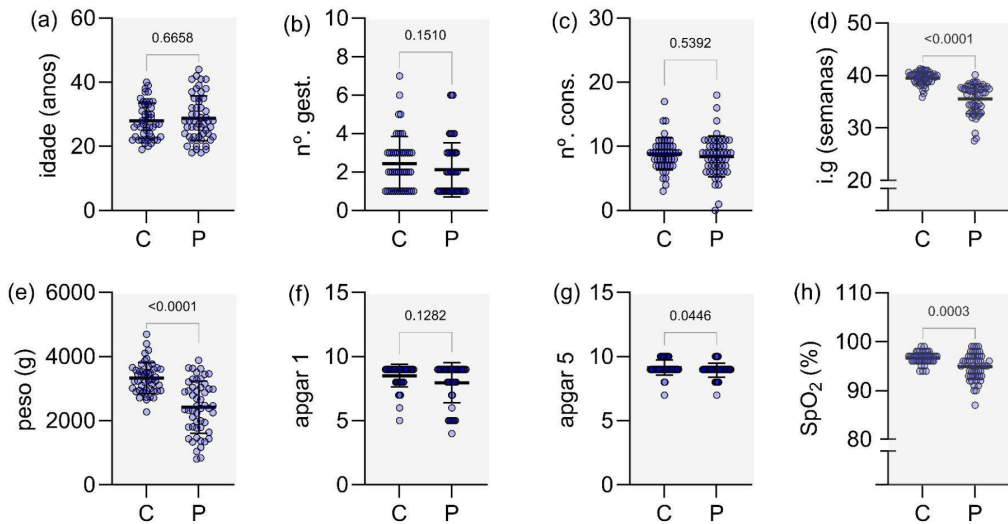 (a)
idade (anos)
60
40
20
0
0.6658
C P
(b)
nº. gest.
10
8
6
4
2
0
0.1510
C P
(c)
nº. cons.
30
20
10
0
0.5392
C P
(d)
i.g (semanas)
50
40
30
20
0
<0.0001
C P
(e)
peso (g)
6000
4000
2000
0
<0.0001
C P
(f)
apgar 1
15
10
5
0
0.1282
C P
(g)
apgar 5
15
10
5
0
0.0446
C P
(h)
SpO₂ (%)
110
100
90
80
0
0.0003
C P